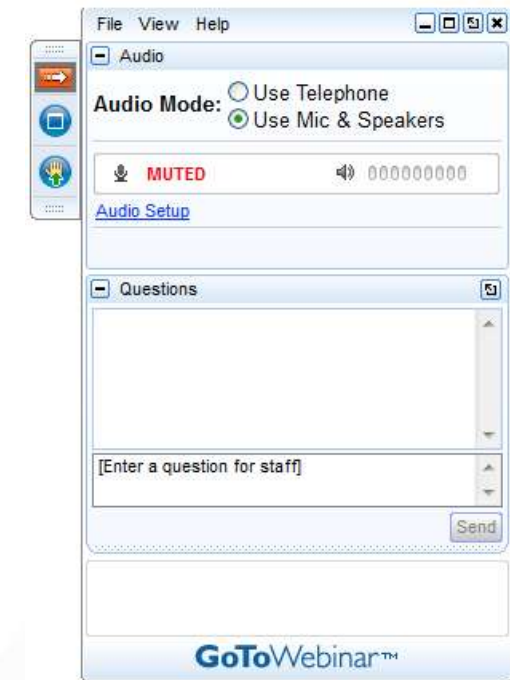 File View Help
Audio
Audio Mode: Use Telephone
Use Mic & Speakers
MUTED 000000000
Audio Setup
Questions
[Enter a question for staff]
Send
GoToWebinar™